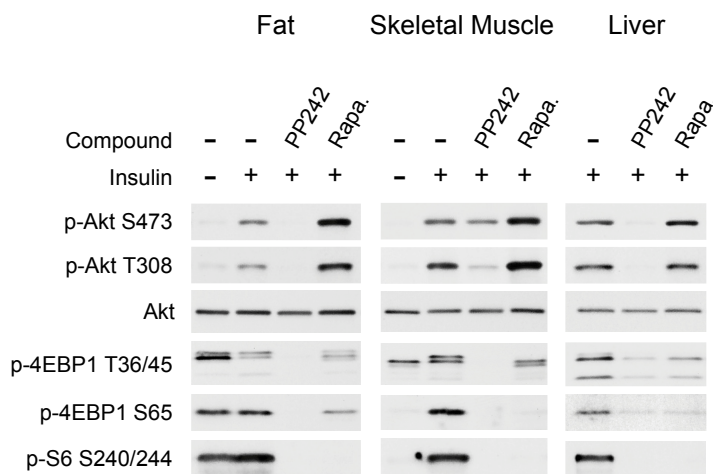 Fat Skeletal Muscle Liver
Compound – – PP242 Rapa. – – PP242 Rapa. – PP242 Rapa
Insulin – + + + – + + + + + +
p-Akt S473
p-Akt T308
Akt
p-4EBP1 T36/45
p-4EBP1 S65
p-S6 S240/244